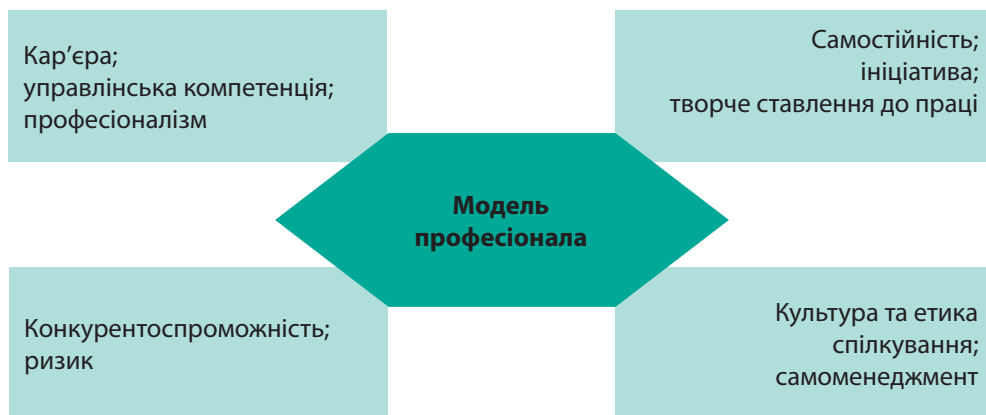 Кар’єра;
управлінська компетенція;
професіоналізм
Самостійність;
ініціатива;
творче ставлення до праці
Модель
професіонала
Конкурентоспроможність;
ризик
Культура та етика
спілкування;
самоменеджмент